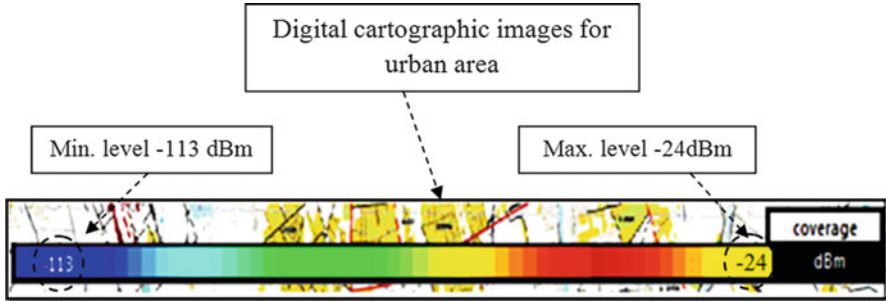 Digital cartographic images for
urban area
Min. level -113 dBm
Max. level -24dBm
coverage
-113
-24
dBm